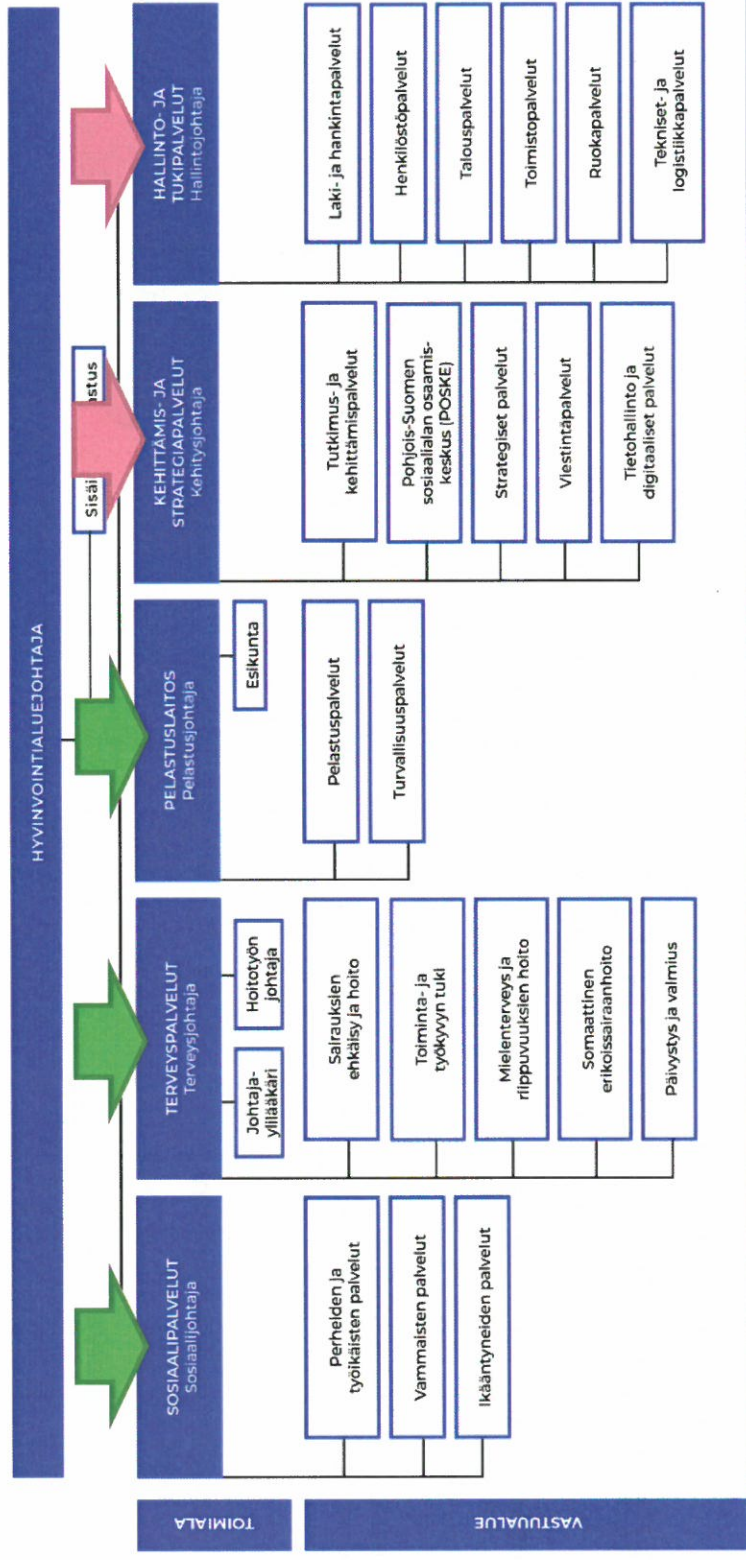 HYVINVOINTIALUEJOHTAJA
Sisäi
astus
TOIMIALA
SOSIAALIPALVELUT
Sosiaalijohtaja
TERVEYSPALVELUT
Terveysjohtaja
PELASTUSLAITOS
Pelastusjohtaja
KEHITTÄMIS- JA
STRATEGIAPALVELUT
Kehitysjohtaja
HALLINTO- JA
TUKIPALVELUT
Hallintojohtaja
Johtaja-
ylilääkäri
Hoitotyön
johtaja
Esikunta
VASTUUALUE
Perheiden ja
työikäisten palvelut
Vammaisten palvelut
Ikääntyneiden palvelut
Sairauksien
ehkäisy ja hoito
Toiminta- ja
työkyvyn tuki
Mielenterveys ja
riippuvuuksien hoito
Somaattinen
erikoissairaanhoito
Päivystys ja valmius
Pelastuspalvelut
Turvallisuuspalvelut
Tutkimus- ja
kehittämispalvelut
Pohjois-Suomen
sosiaalialan osaamis-
keskus (POSKE)
Strategiset palvelut
Viestintäpalvelut
Tietohallinto ja
digitaaliset palvelut
Laki- ja hankintapalvelut
Henkilöstöpalvelut
Talouspalvelut
Toimistopalvelut
Ruokapalvelut
Tekniset- ja
logistiikkapalvelut